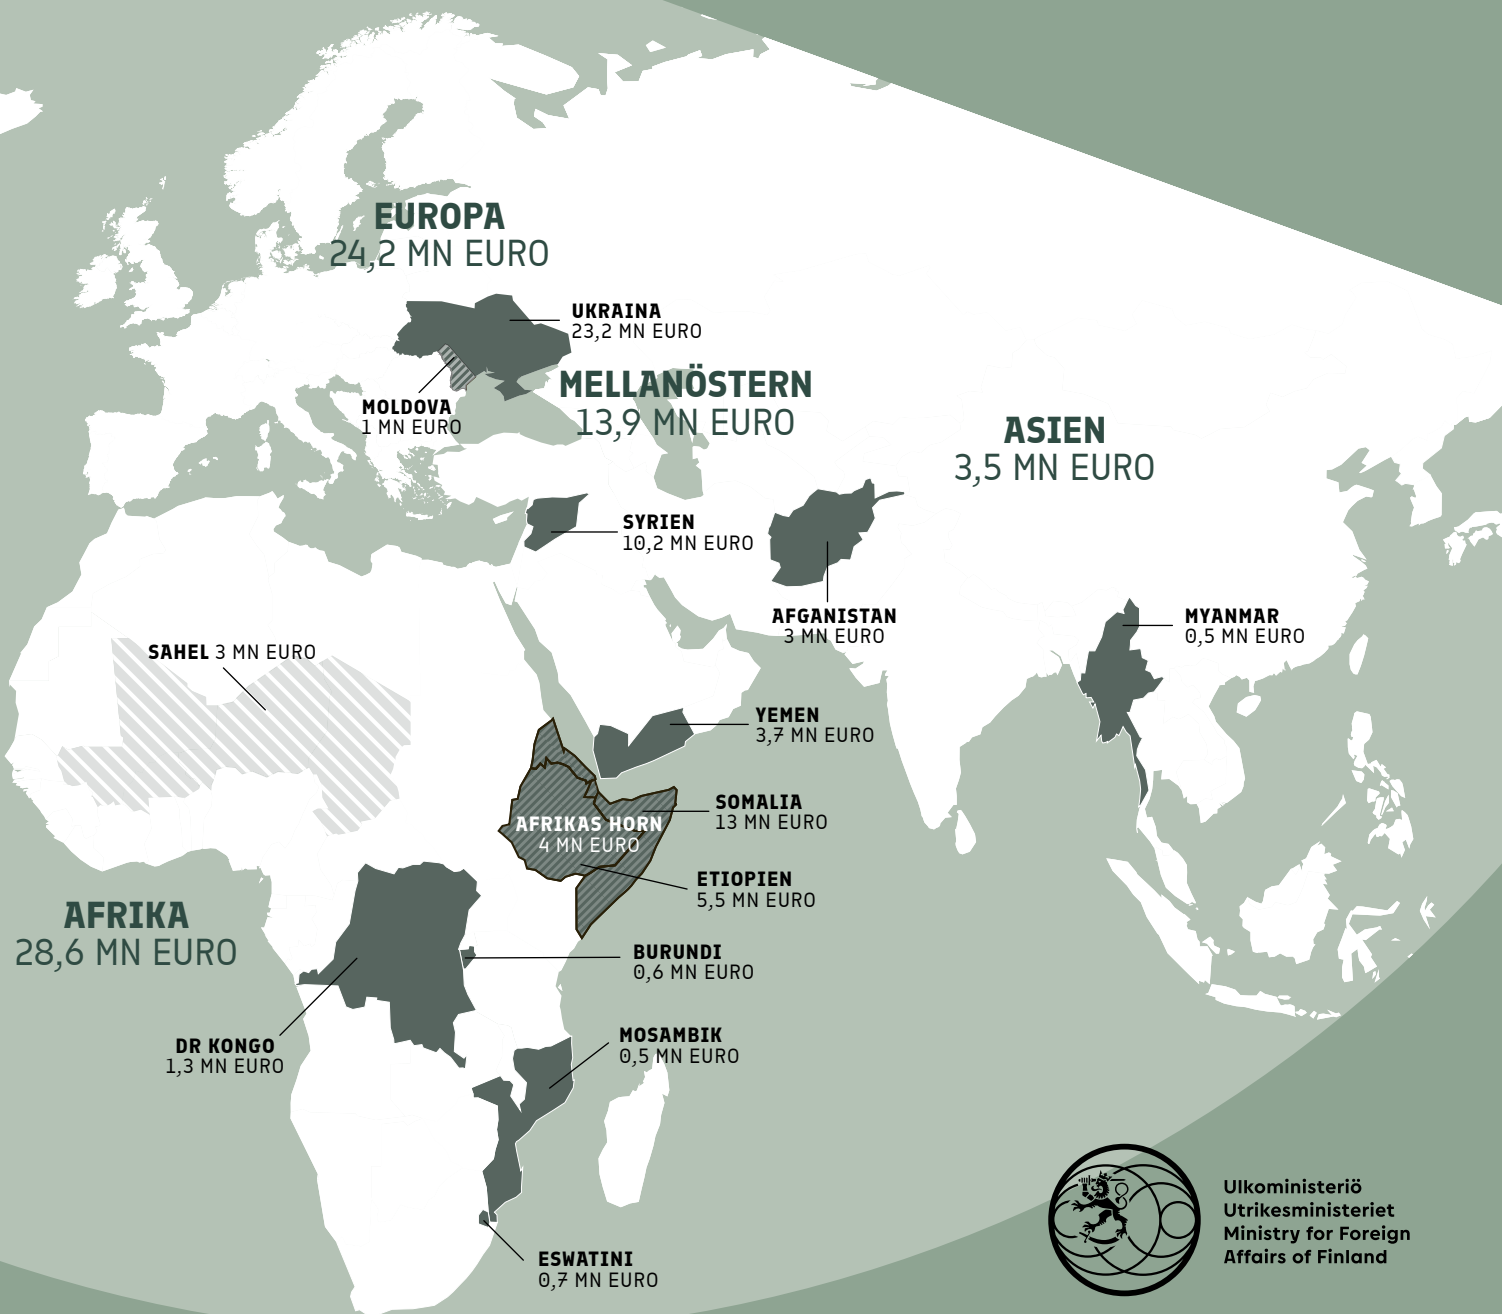 EUROPA
24,2 MN EURO
UKRAINA
23,2 MN EURO
MOLDOVA
1 MN EURO
MELLANÖSTERN
13,9 MN EURO
ASIEN
3,5 MN EURO
SYRIEN
10,2 MN EURO
AFGANISTAN
3 MN EURO
MYANMAR
0,5 MN EURO
SAHEL 3 MN EURO
YEMEN
3,7 MN EURO
SOMALIA
13 MN EURO
AFRIKAS HORN
4 MN EURO
ETIOPIEN
5,5 MN EURO
AFRIKA
28,6 MN EURO
BURUNDI
0,6 MN EURO
DR KONGO
1,3 MN EURO
MOSAMBIK
0,5 MN EURO
ESWATINI
0,7 MN EURO
Ulkoministeriö
Utrikesministeriet
Ministry for Foreign
Affairs of Finland